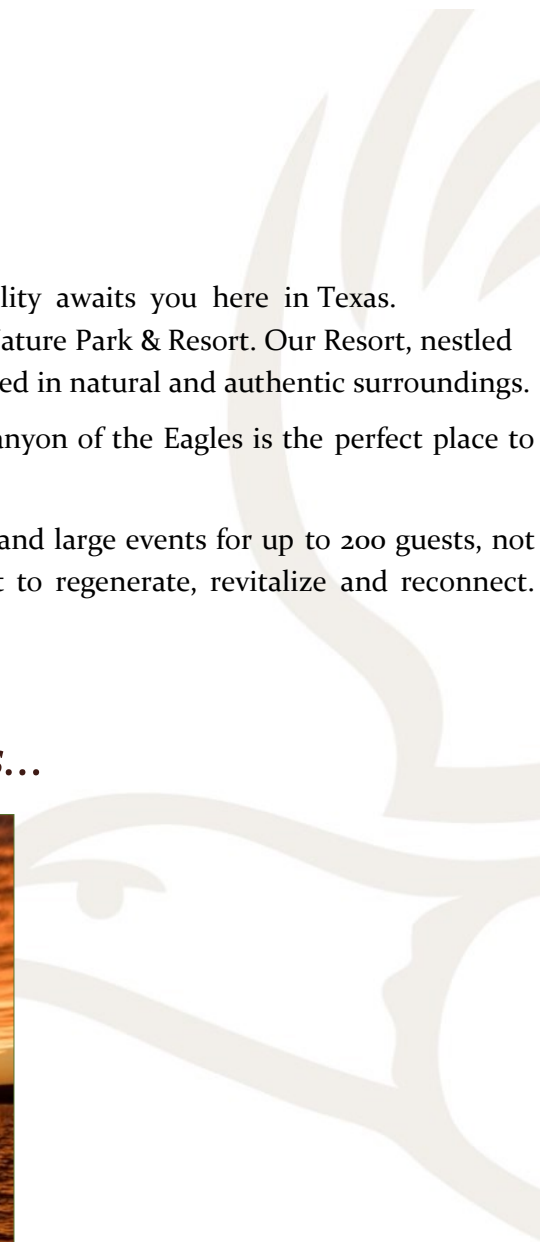 lity awaits you here in Texas.
ature Park & Resort. Our Resort, nestled
ed in natural and authentic surroundings.
anyon of the Eagles is the perfect place to
and large events for up to 200 guests, not
t to regenerate, revitalize and reconnect.
s...